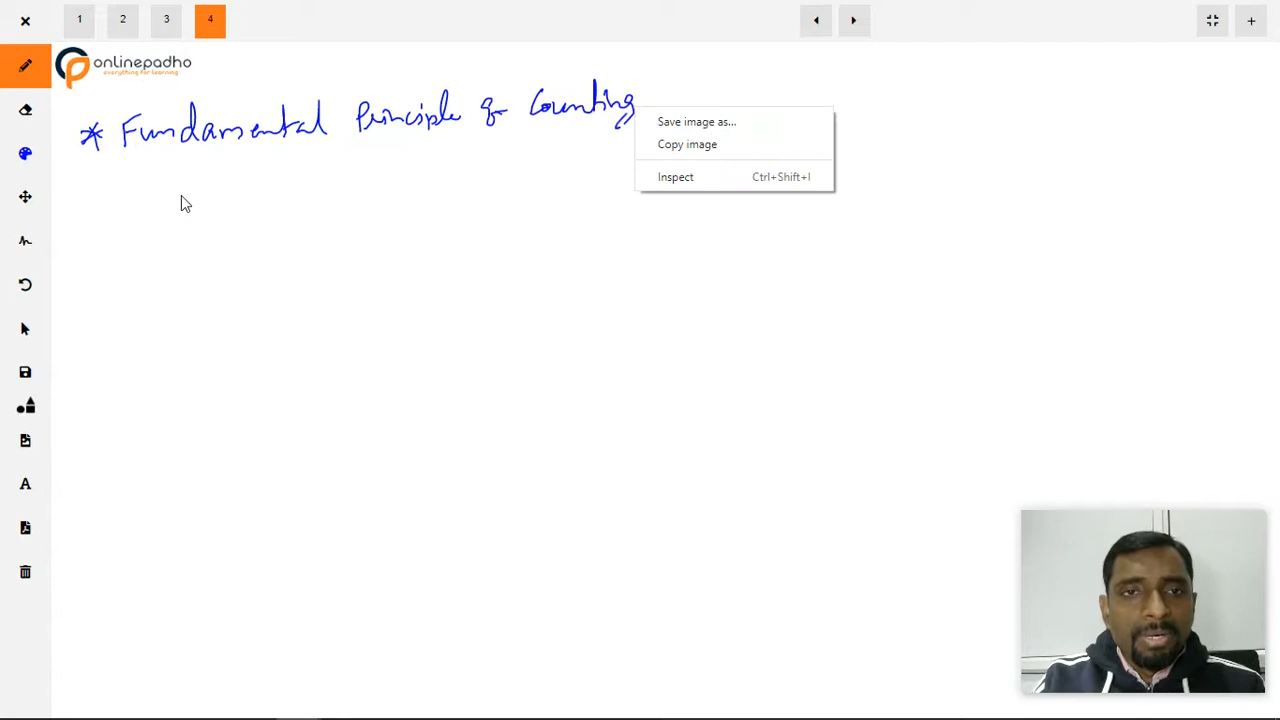 1 2 3 4
onlinepadho
everything for learning
* Fundamental Principle of Counting
Save image as...
Copy image
Inspect Ctrl+Shift+I
A